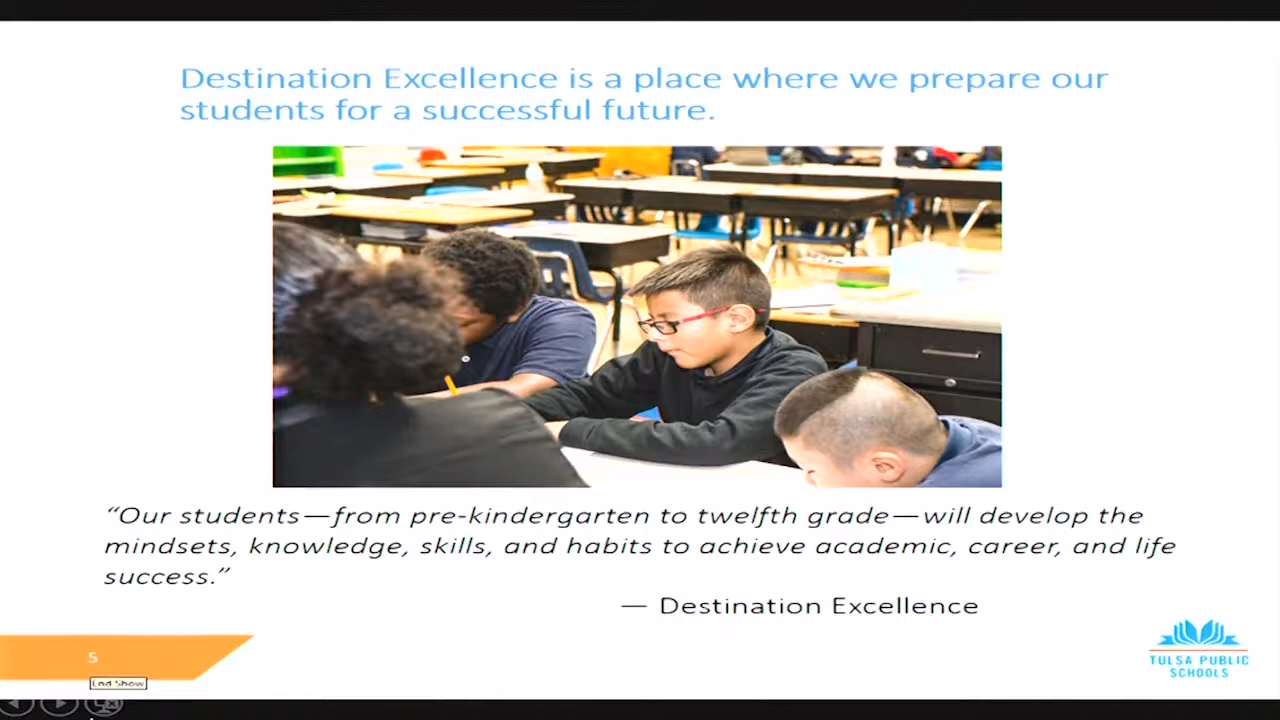 Destination Excellence is a place where we prepare our
students for a successful future.
“Our students—from pre-kindergarten to twelfth grade—will develop the
mindsets, knowledge, skills, and habits to achieve academic, career, and life
success.”
— Destination Excellence
5
End Show
TULSA PUBLIC
SCHOOLS